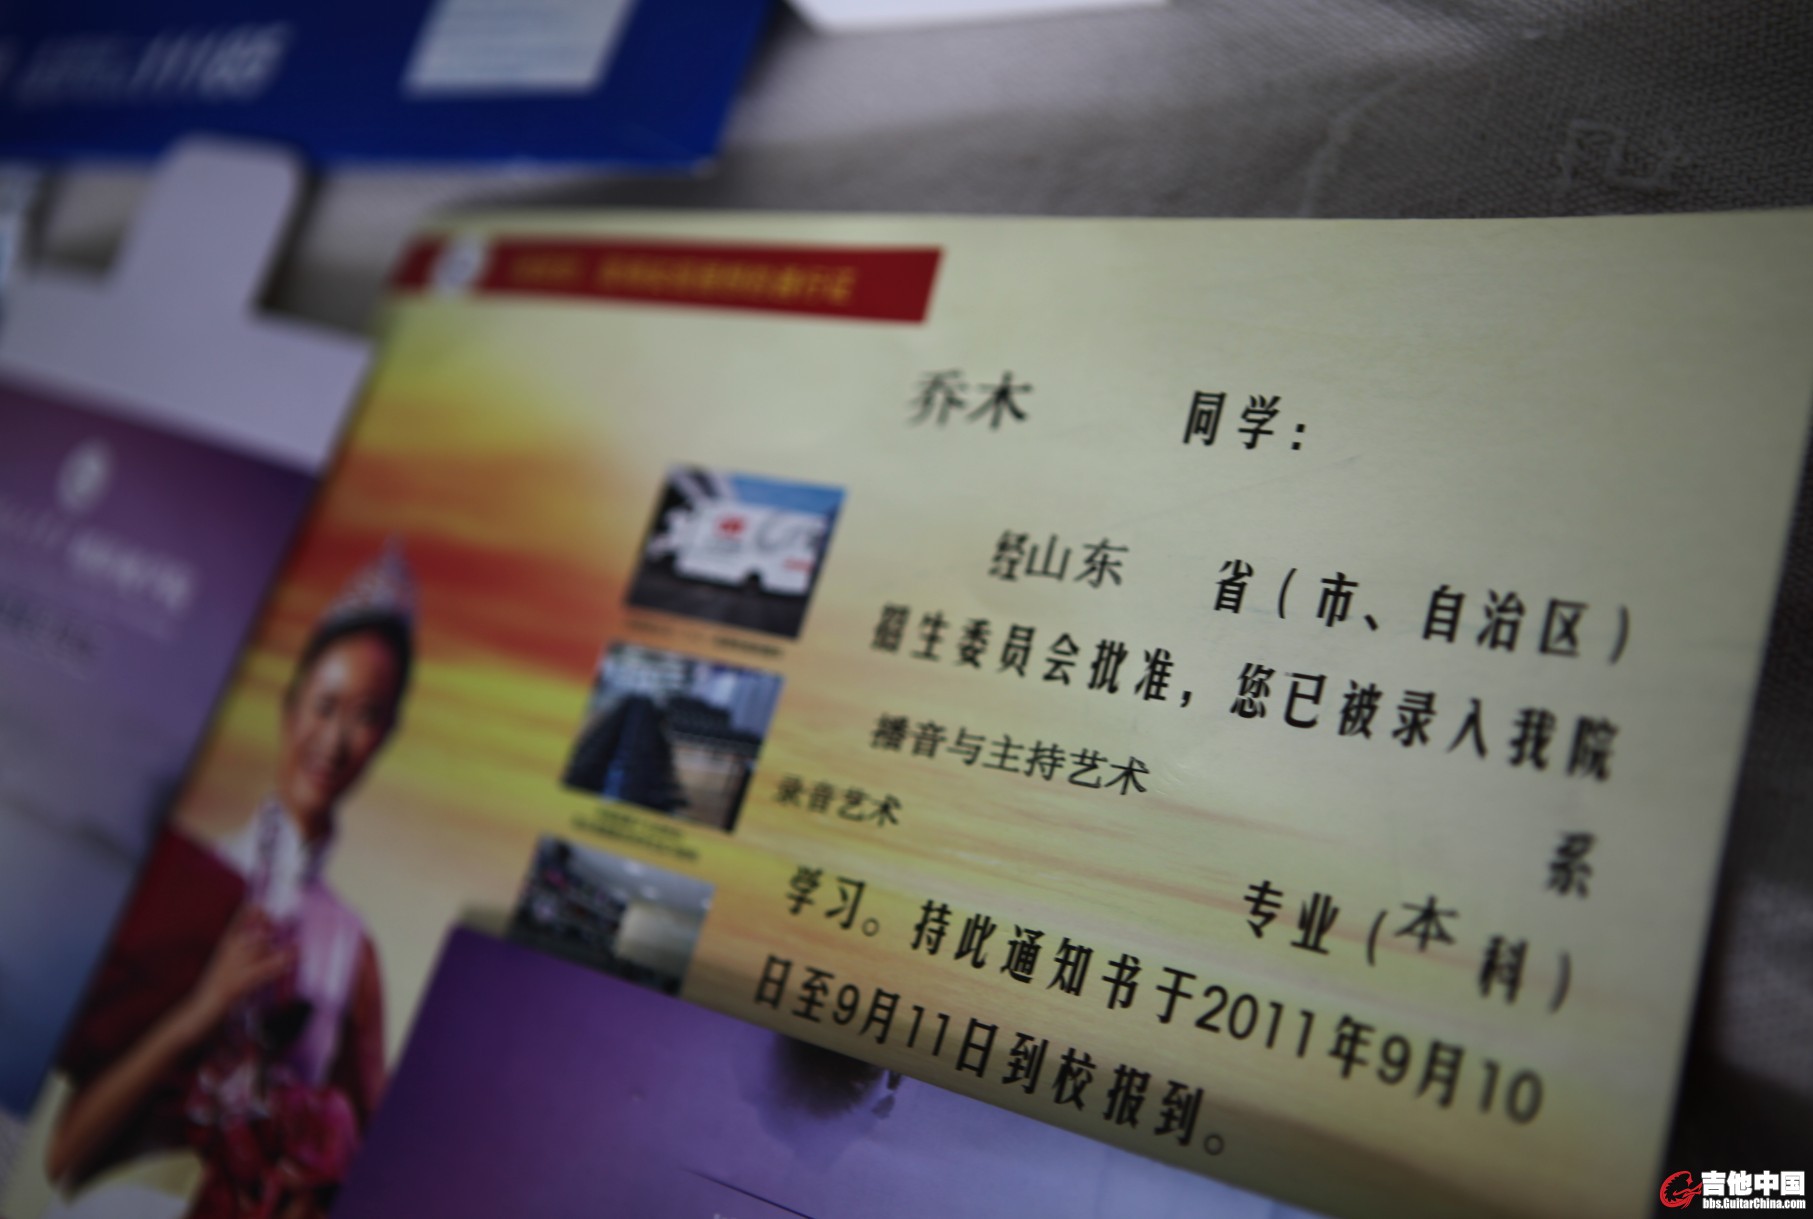 乔木 同学：
经山东 省（市、自治区）
招生委员会批准，您已被录入我院
播音与主持艺术 系
录音艺术 专业（本科）
学习。持此通知书于2011年9月10
日至9月11日到校报到。
吉他中国
bbs.GuitarChina.com